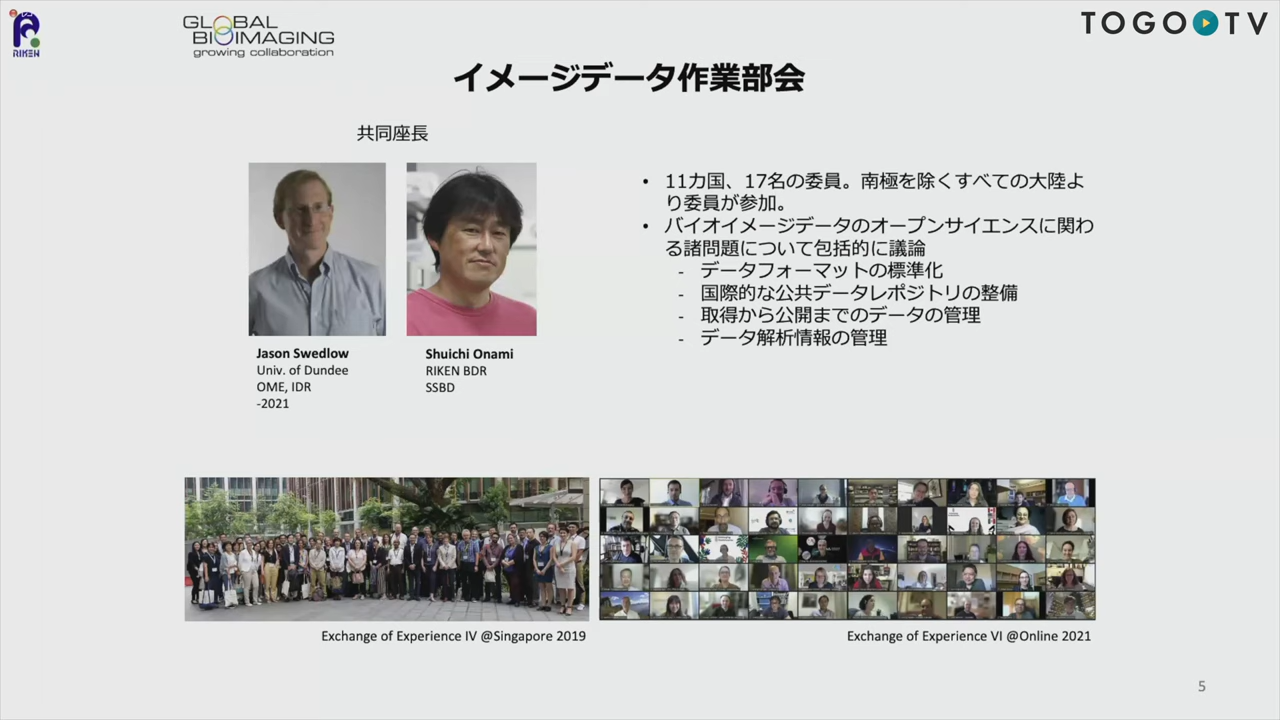 RIKEN
GLOBAL
BIOIMAGING
growing collaboration
TOGO TV
イメージデータ作業部会
共同座長
Jason Swedlow
Univ. of Dundee
OME, IDR
-2021
Shuichi Onami
RIKEN BDR
SSBD
• 11カ国、17名の委員。南極を除くすべての大陸よ
り委員が参加。
• バイオイメージデータのオープンサイエンスに関わ
る諸問題について包括的に議論
- データフォーマットの標準化
- 国際的な公共データレポジトリの整備
- 取得から公開までのデータの管理
- データ解析情報の管理
Exchange of Experience IV @Singapore 2019
Exchange of Experience VI @Online 2021
5